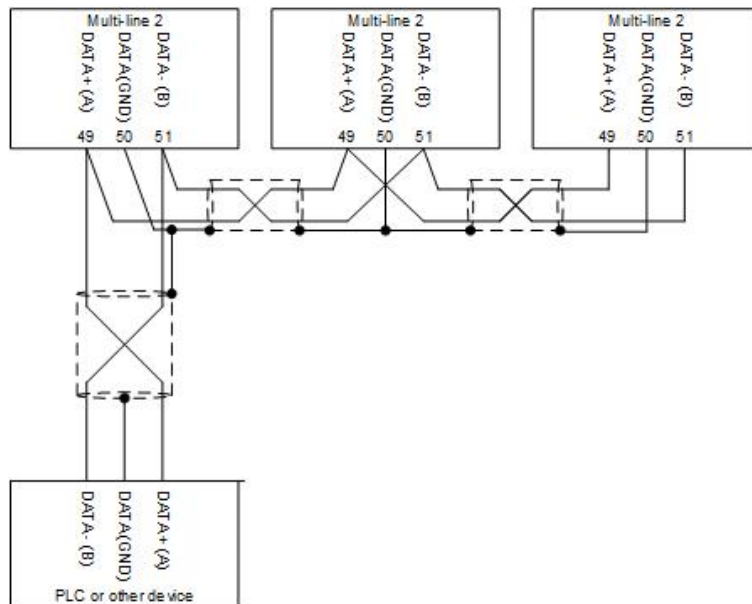 Multi-line 2
DATA+ (A)
DATA(GND)
DATA- (B)
49 50 51
Multi-line 2
DATA+ (A)
DATA(GND)
DATA- (B)
49 50 51
Multi-line 2
DATA+ (A)
DATA(GND)
DATA- (B)
49 50 51
DATA- (B)
DATA(GND)
DATA+ (A)
PLC or other device